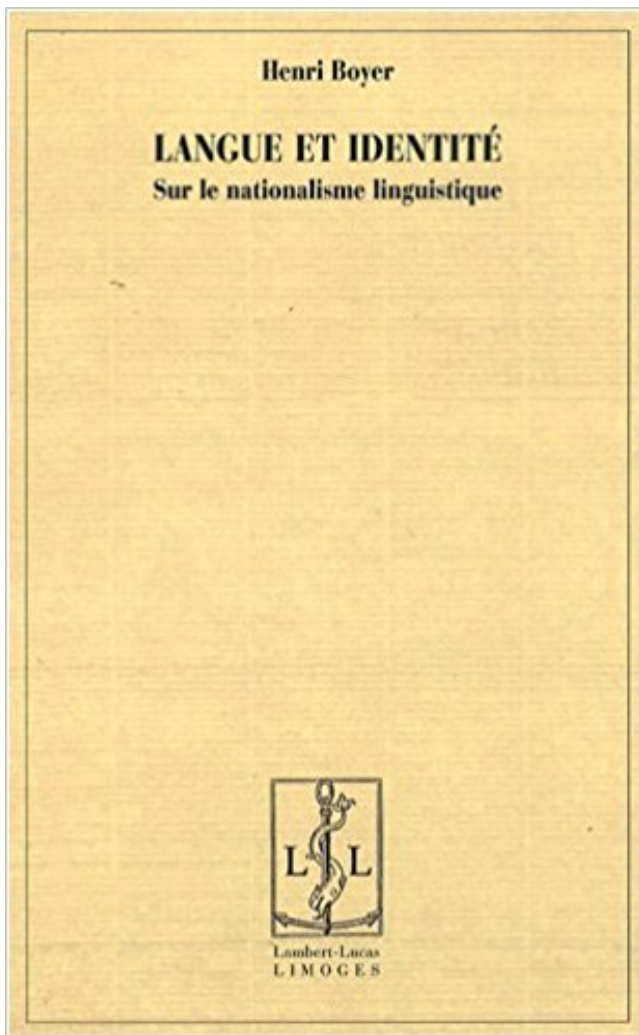 Henri Boyer
LANGUE ET IDENTITÉ
Sur le nationalisme linguistique
L L
Lambert-Lucas
LIMOGES